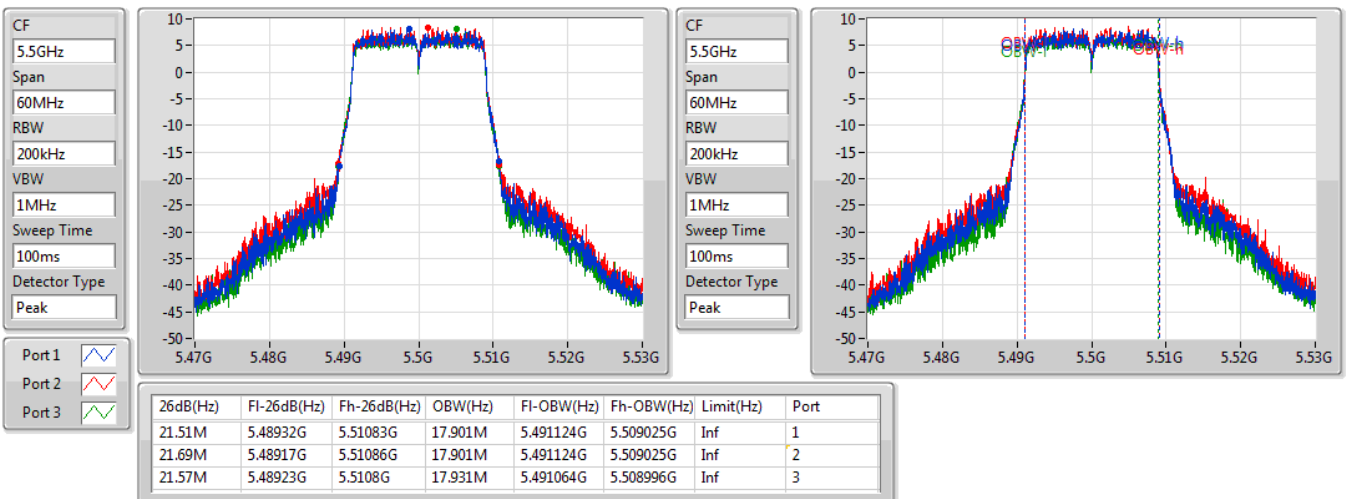 CF
5.5GHz
Span
60MHz
RBW
200kHz
VBW
1MHz
Sweep Time
100ms
Detector Type
Peak
10
5
0
-5
-10
-15
-20
-25
-30
-35
-40
-45
-50
5.47G 5.48G 5.49G 5.5G 5.51G 5.52G 5.53G
CF
5.5GHz
Span
60MHz
RBW
200kHz
VBW
1MHz
Sweep Time
100ms
Detector Type
Peak
10
5
0
-5
-10
-15
-20
-25
-30
-35
-40
-45
-50
5.47G 5.48G 5.49G 5.5G 5.51G 5.52G 5.53G
Port 1
Port 2
Port 3
26dB(Hz) Fl-26dB(Hz) Fh-26dB(Hz) OBW(Hz) Fl-OBW(Hz) Fh-OBW(Hz) Limit(Hz) Port
21.51M 5.48932G 5.51083G 17.901M 5.491124G 5.509025G Inf 1
21.69M 5.48917G 5.51086G 17.901M 5.491124G 5.509025G Inf 2
21.57M 5.48923G 5.5108G 17.931M 5.491064G 5.508996G Inf 3